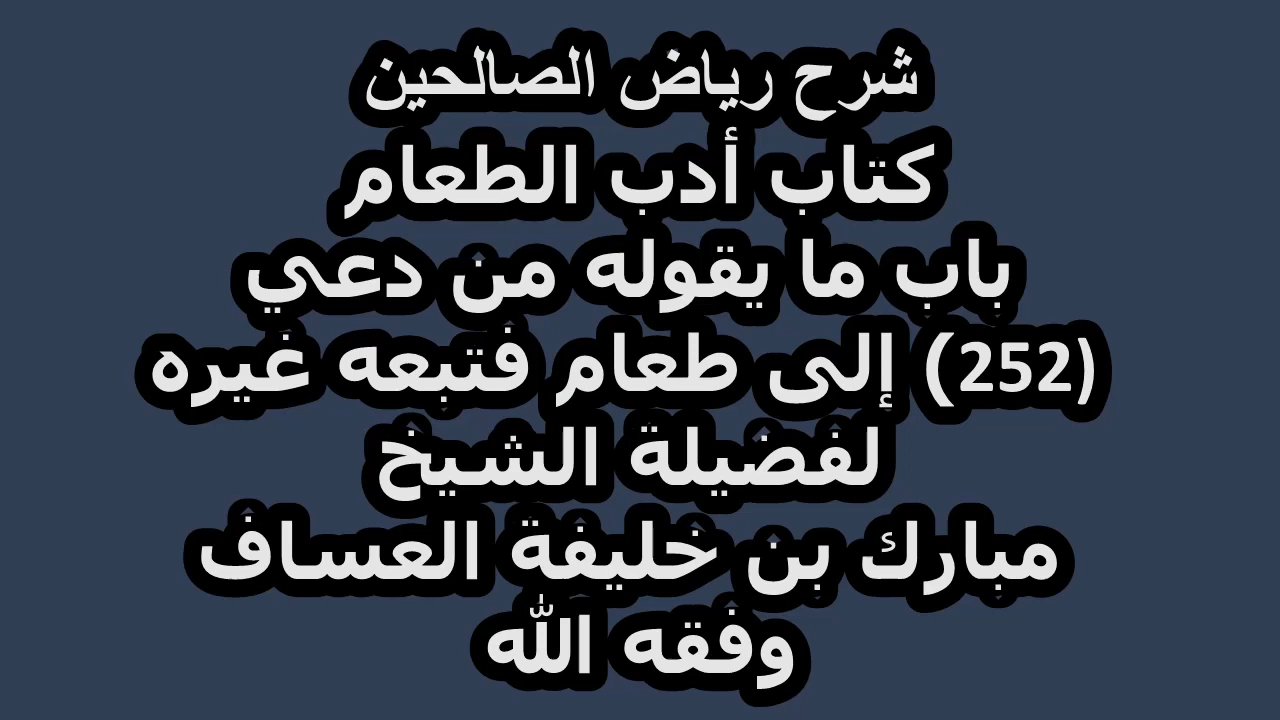 شرح رياض الصالحين
كتاب أدب الطعام
باب ما يقوله من دعي
(252) إلى طعام فتبعه غيره
لفضيلة الشيخ
مبارك بن خليفة العساف
وفقه الله